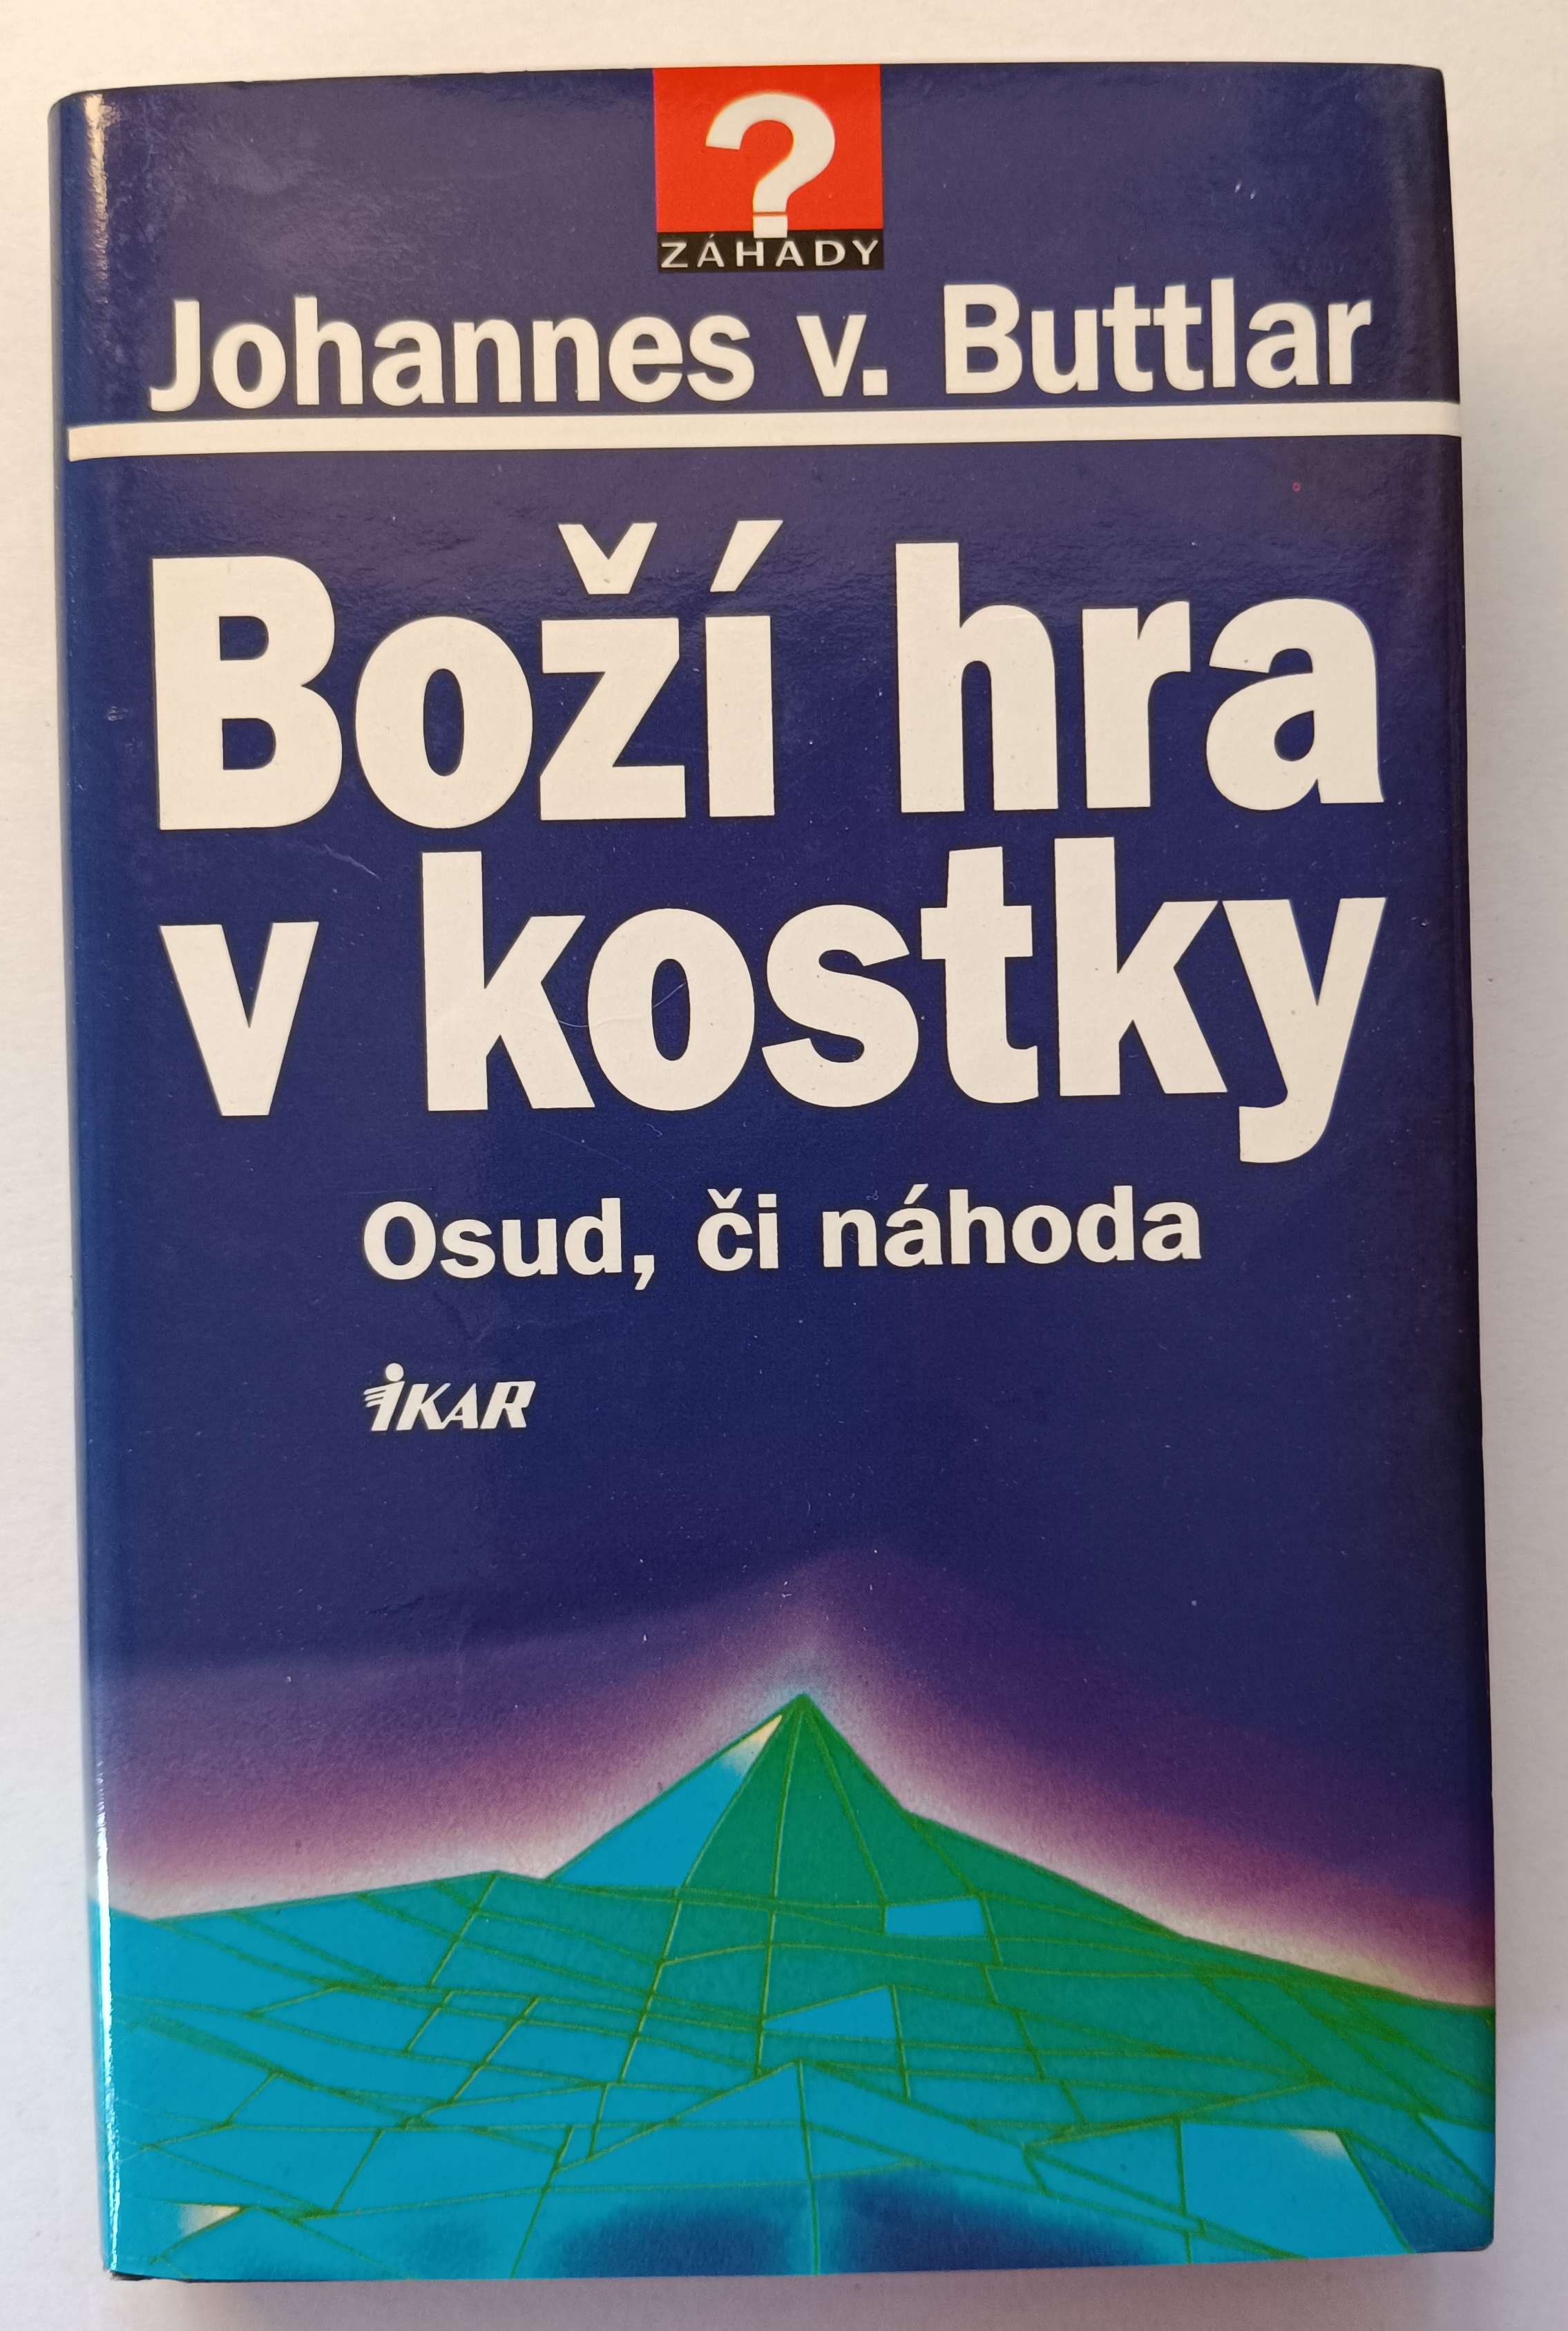 ?
ZÁHADY
Johannes v. Buttlar
Boží hra
v kostky
Osud, či náhoda
iKAR